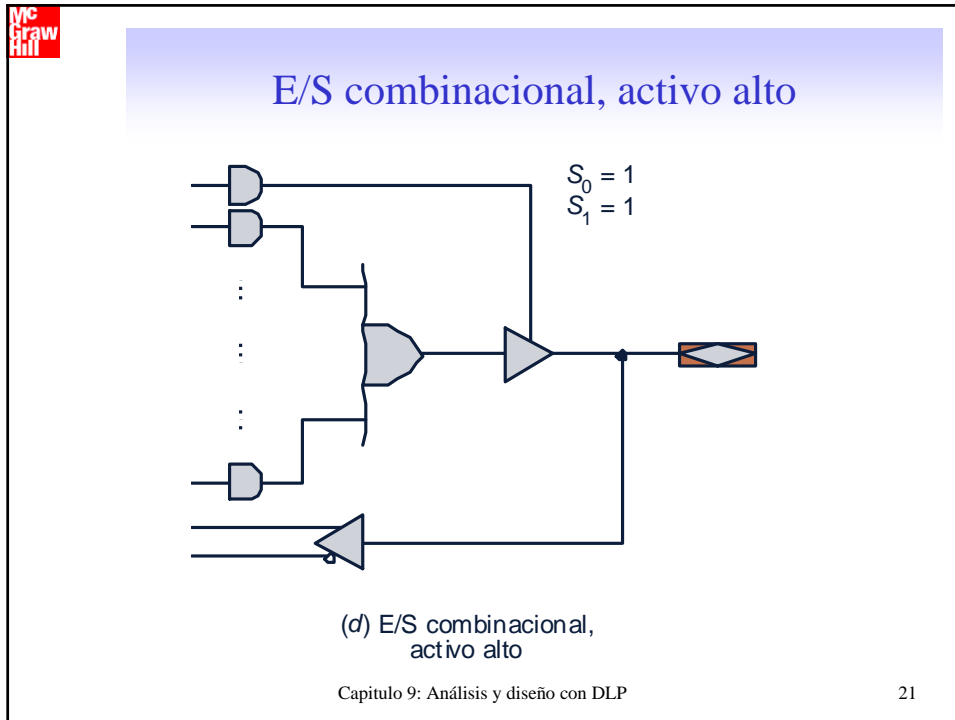 Mc
Graw
Hill
E/S combinacional, activo alto
S0 = 1
S1 = 1
(d) E/S combinacional,
activo alto
Capitulo 9: Análisis y diseño con DLP
21